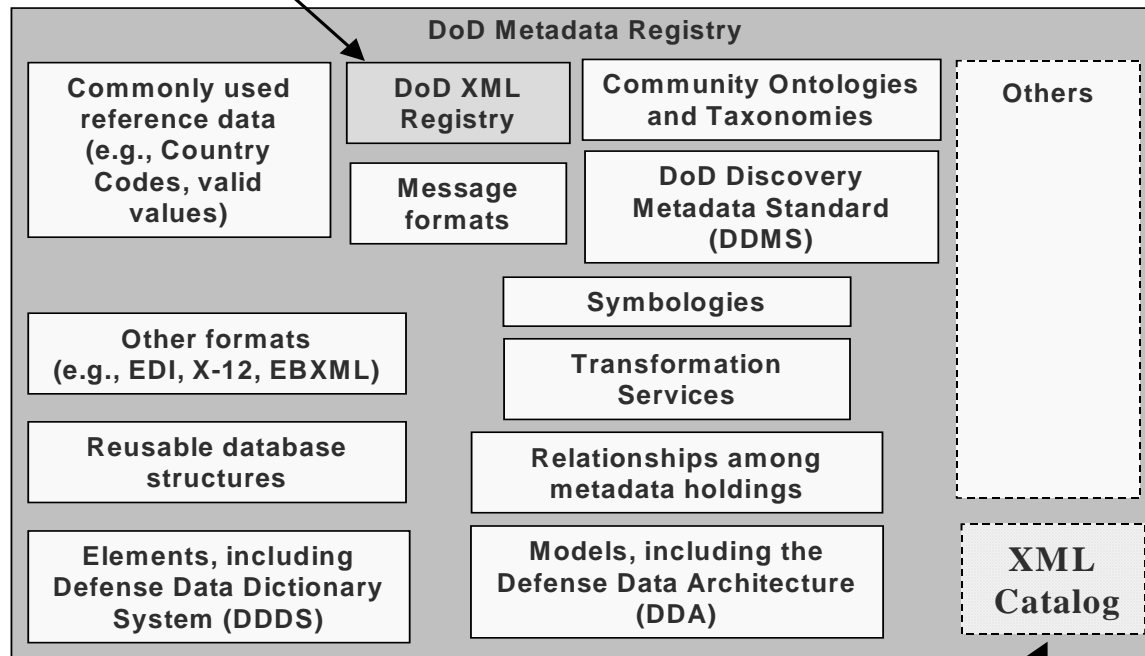 DoD Metadata Registry
Commonly used
reference data
(e.g., Country
Codes, valid
values)
DoD XML
Registry
Community Ontologies
and Taxonomies
Others
Message
formats
DoD Discovery
Metadata Standard
(DDMS)
Symbologies
Other formats
(e.g., EDI, X-12, EBXML)
Transformation
Services
Reusable database
structures
Relationships among
metadata holdings
Elements, including
Defense Data Dictionary
System (DDDS)
Models, including the
Defense Data Architecture
(DDA)
XML
Catalog